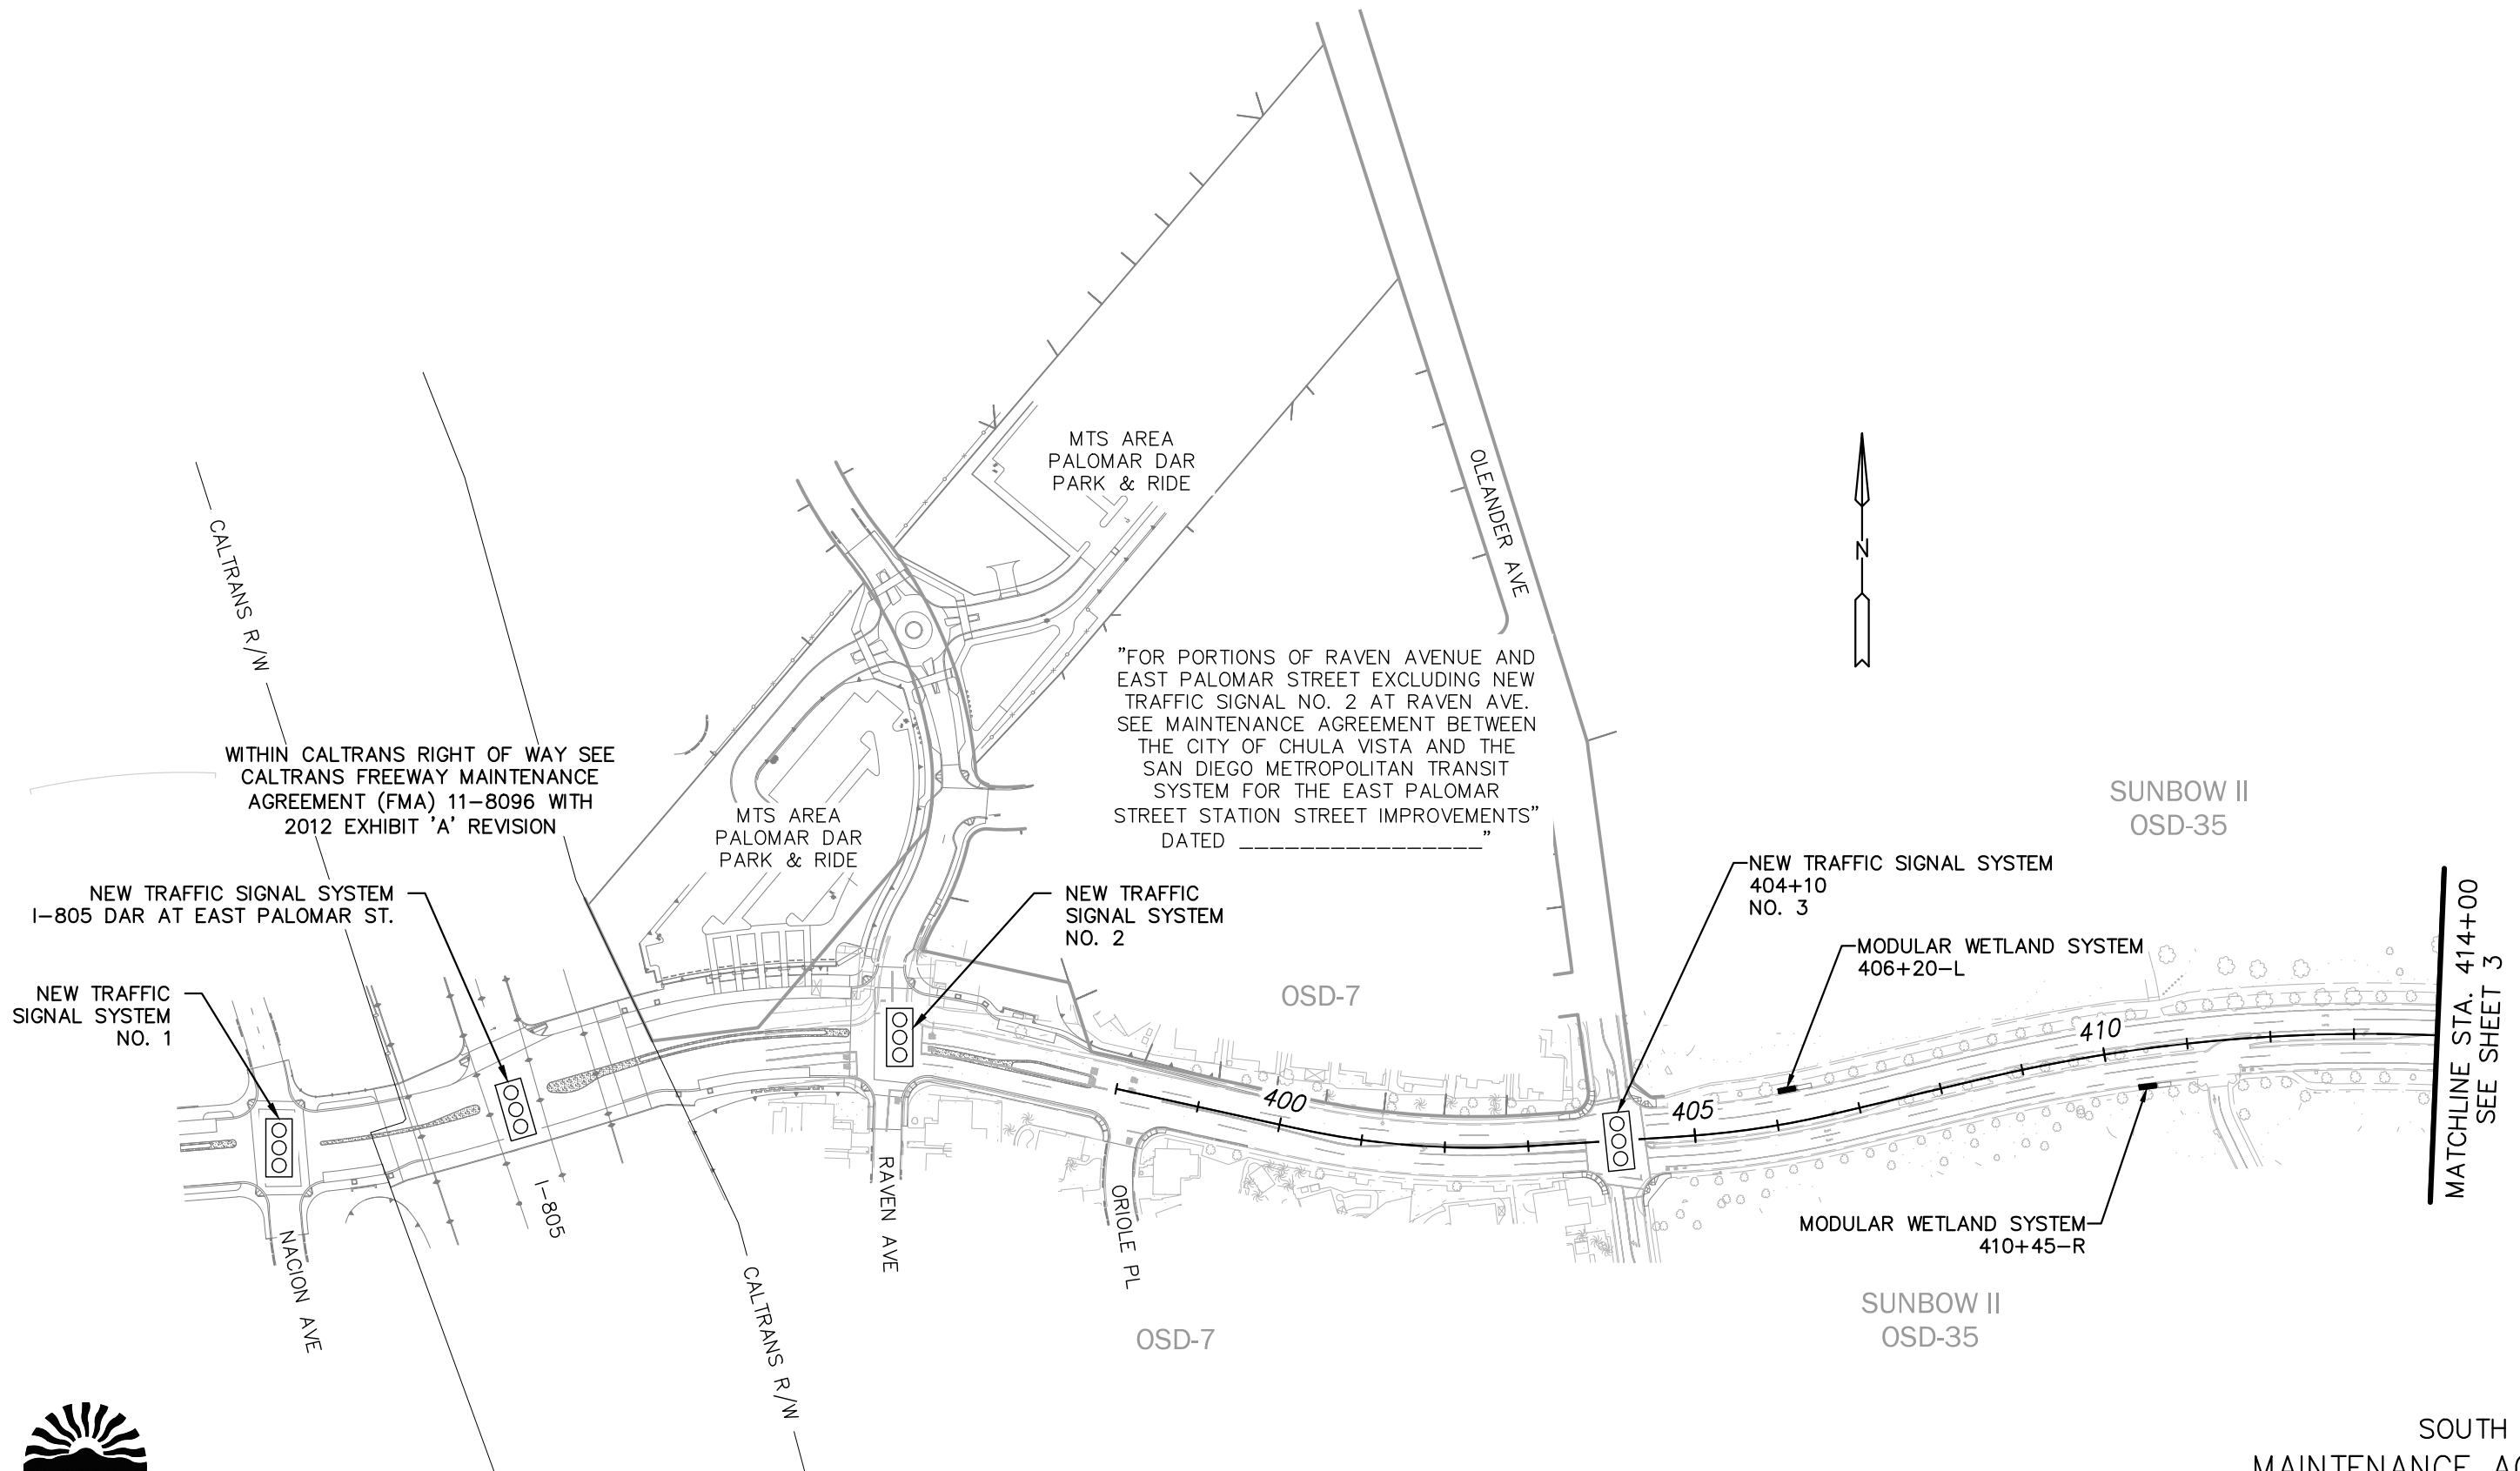 MTS AREA
PALOMAR DAR
PARK & RIDE
OLEANDER AVE
N
CALTRANS R/W
"FOR PORTIONS OF RAVEN AVENUE AND
EAST PALOMAR STREET EXCLUDING NEW
TRAFFIC SIGNAL NO. 2 AT RAVEN AVE.
SEE MAINTENANCE AGREEMENT BETWEEN
THE CITY OF CHULA VISTA AND THE
SAN DIEGO METROPOLITAN TRANSIT
SYSTEM FOR THE EAST PALOMAR
STREET STATION STREET IMPROVEMENTS"
DATED ________________"
WITHIN CALTRANS RIGHT OF WAY SEE
CALTRANS FREEWAY MAINTENANCE
AGREEMENT (FMA) 11-8096 WITH
2012 EXHIBIT 'A' REVISION
MTS AREA
PALOMAR DAR
PARK & RIDE
SUNBOW II
OSD-35
NEW TRAFFIC SIGNAL SYSTEM
I-805 DAR AT EAST PALOMAR ST.
NEW TRAFFIC
SIGNAL SYSTEM
NO. 2
NEW TRAFFIC SIGNAL SYSTEM
404+10
NO. 3
MODULAR WETLAND SYSTEM
406+20-L
MATCHLINE STA. 414+00
SEE SHEET 3
NEW TRAFFIC
SIGNAL SYSTEM
NO. 1
OSD-7
400
405
410
I-805
NACION AVE
RAVEN AVE
ORIOLE PL
MODULAR WETLAND SYSTEM
410+45-R
CALTRANS R/W
OSD-7
SUNBOW II
OSD-35
SOUTH